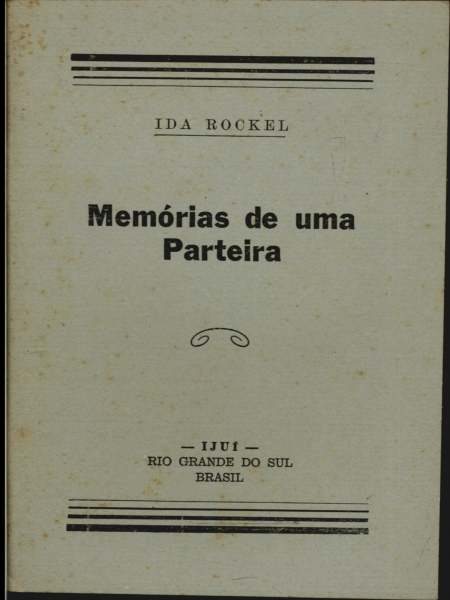 IDA ROCKEL
Memórias de uma
Parteira
— IJUí —
RIO GRANDE DO SUL
BRASIL